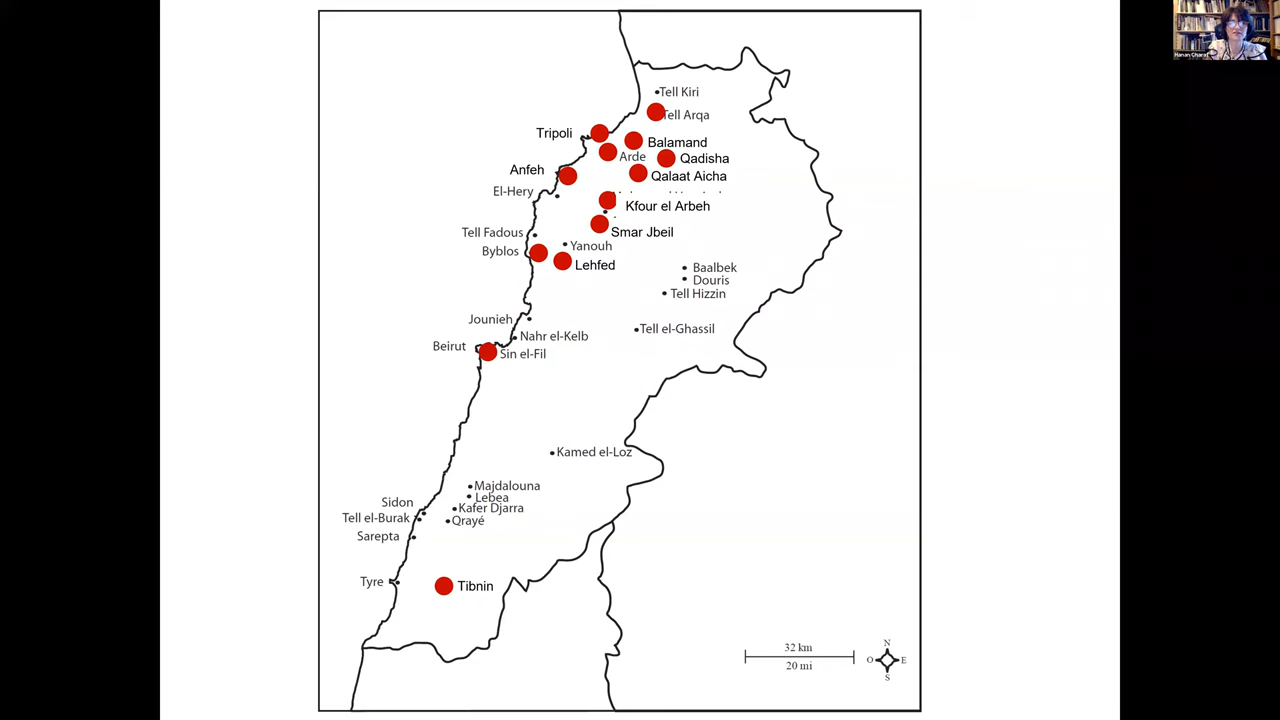 Hanan Charaf
Tell Kiri
Tell Arqa
Tripoli
Balamand
Arde
Qadisha
Anfeh
Qalaat Aicha
El-Hery
Kfour el Arbeh
Tell Fadous
Smar Jbeil
Byblos
Yanouh
Lehfed
Baalbek
Douris
Tell Hizzin
Jounieh
Tell el-Ghassil
Nahr el-Kelb
Beirut
Sin el-Fil
Kamed el-Loz
Majdalouna
Lebea
Sidon
Kafer Djarra
Tell el-Burak
Qrayé
Sarepta
Tyre
Tibnin
32 km
20 mi
N
O
E
S